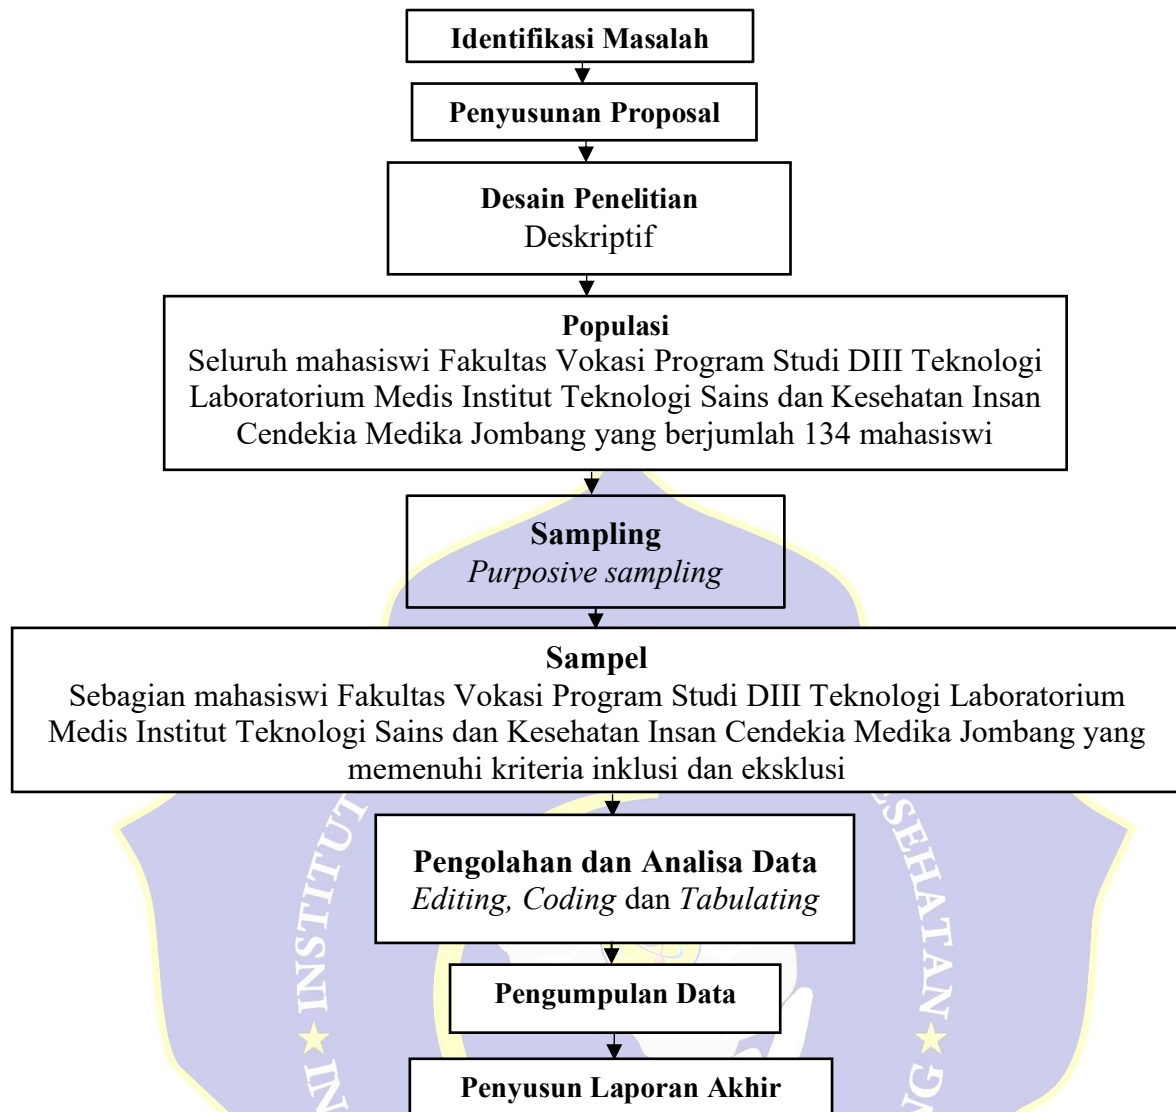 Identifikasi Masalah
Penyusunan Proposal
Desain Penelitian
Deskriptif
Populasi
Seluruh mahasiswi Fakultas Vokasi Program Studi DIII Teknologi
Laboratorium Medis Institut Teknologi Sains dan Kesehatan Insan
Cendekia Medika Jombang yang berjumlah 134 mahasiswi
Sampling
Purposive sampling
Sampel
Sebagian mahasiswi Fakultas Vokasi Program Studi DIII Teknologi Laboratorium
Medis Institut Teknologi Sains dan Kesehatan Insan Cendekia Medika Jombang yang
memenuhi kriteria inklusi dan eksklusi
Pengolahan dan Analisa Data
Editing, Coding dan Tabulating
Pengumpulan Data
Penyusun Laporan Akhir
INSTITUT